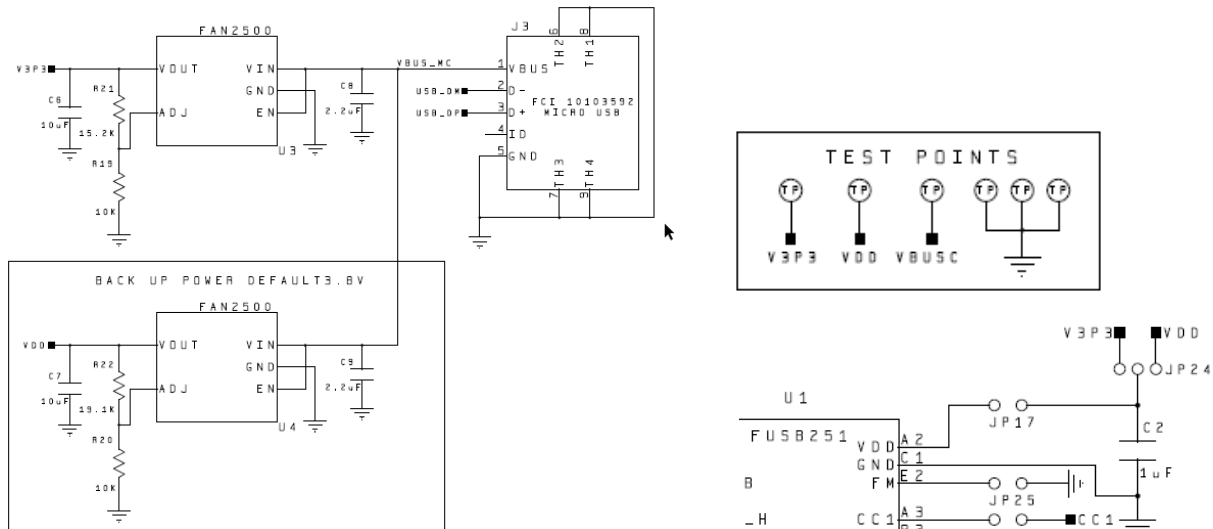 FAN2500
V3P3
VOUT
VIN
GND
ADJ
EN
U3
C6
10uF
R21
15.2K
R19
10K
C8
2.2uF
VBUS_MC
USB_DM
USB_DP
J3
6
8
TH2
TH1
1
VBUS
2
D-
3
D+
4
ID
5
GND
FCI 10103592
MICRO USB
TH3
TH4
7
9
BACK UP POWER DEFAULT3.8V
FAN2500
VDD
VOUT
VIN
GND
ADJ
EN
U4
C7
10uF
R22
19.1K
R20
10K
C9
2.2uF
TEST POINTS
TP TP TP TP TP TP
V3P3 VDD VBUSC
V3P3 VDD
JP24
U1
FUSB251
VDD A2
GND C1
FM E2
CC1 A3
B3
B
_H
JP17
C2
1uF
JP25
CC1